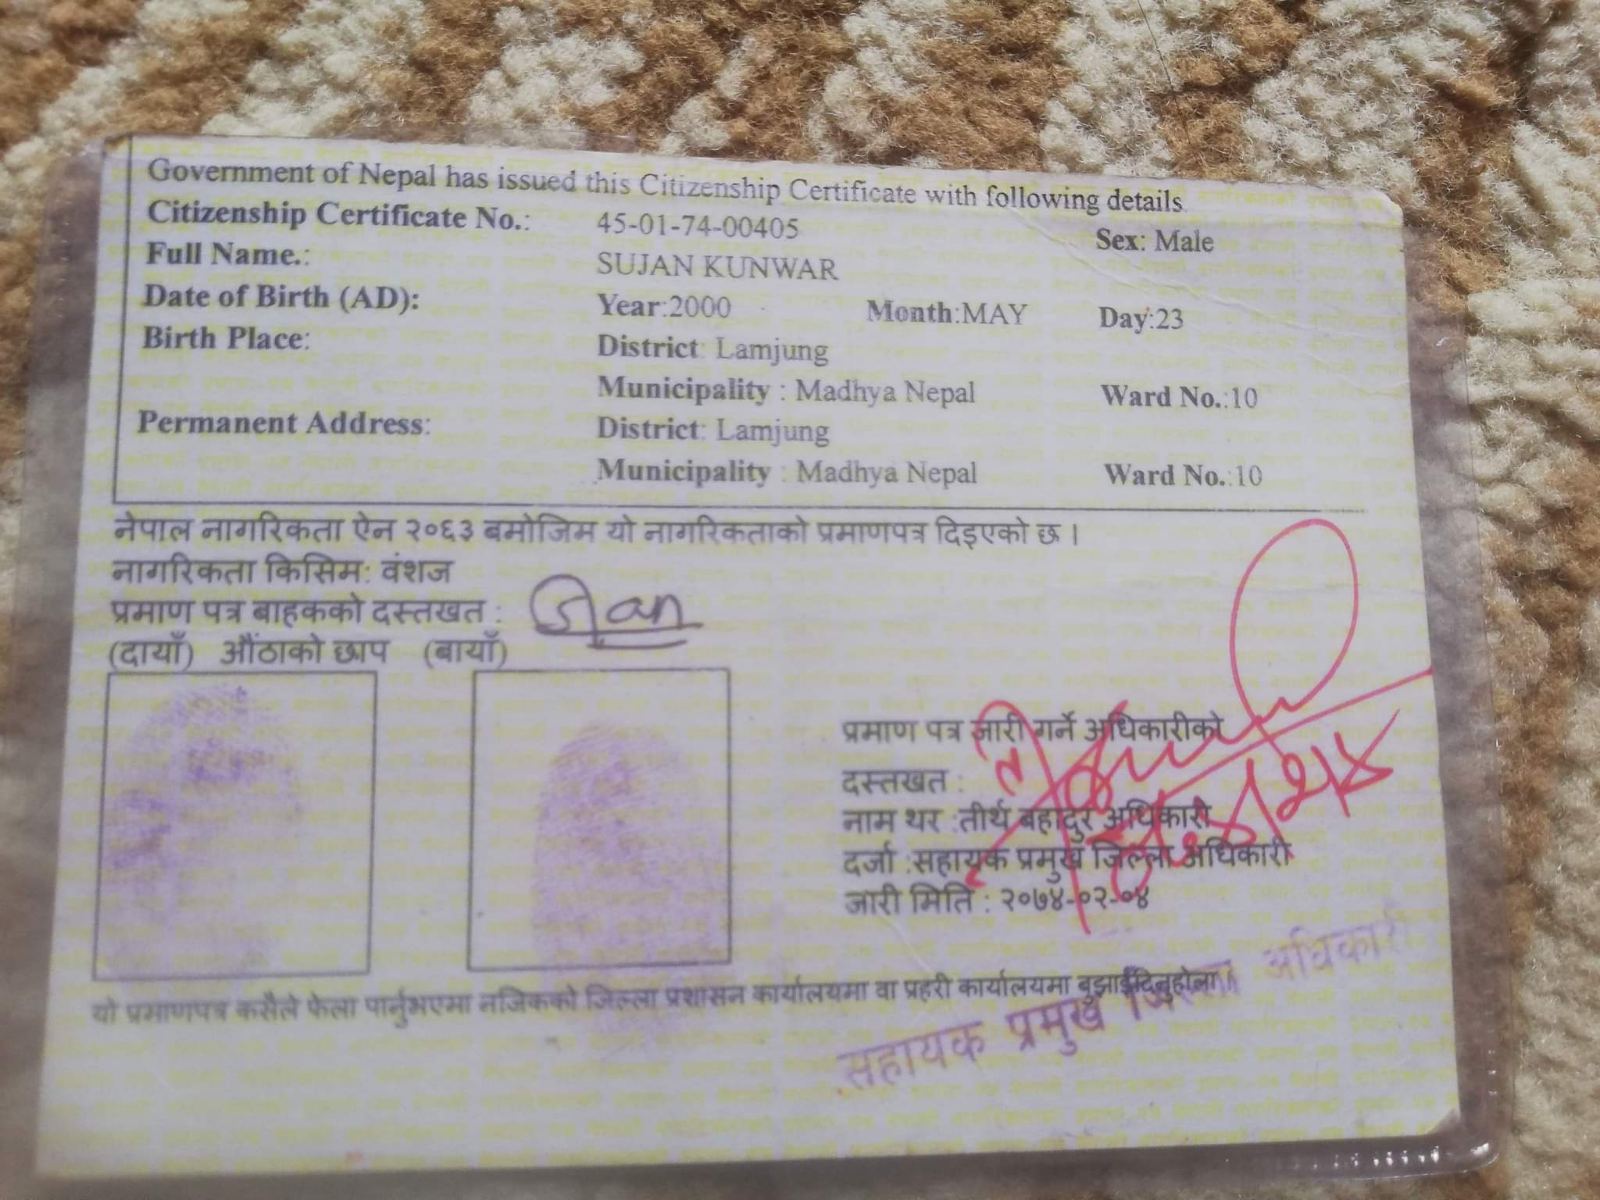 Government of Nepal has issued this Citizenship Certificate with following details
Citizenship Certificate No.: 45-01-74-00405 Sex: Male
Full Name.: SUJAN KUNWAR
Date of Birth (AD): Year:2000 Month:MAY Day:23
Birth Place: District: Lamjung
Municipality : Madhya Nepal Ward No.:10
Permanent Address: District: Lamjung
Municipality : Madhya Nepal Ward No.:10
नेपाल नागरिकता ऐन २०६३ बमोजिम यो नागरिकताको प्रमाणपत्र दिइएको छ ।
नागरिकता किसिम: वंशज
प्रमाण पत्र बाहकको दस्तखत :
(दायाँ) औंठाको छाप (बायाँ)
प्रमाण पत्र जारी गर्ने अधिकारीको
दस्तखत :
नाम थर :तीर्थ बहादुर अधिकारी
दर्जा :सहायक प्रमुख जिल्ला अधिकारी
जारी मिति : २०७४-०२-०४
यो प्रमाणपत्र कसैले फेला पार्नुभएमा नजिकको जिल्ला प्रशासन कार्यालयमा वा प्रहरी कार्यालयमा बुझाईदिनुहोला
सहायक प्रमुख जिल्ला अधिकारी